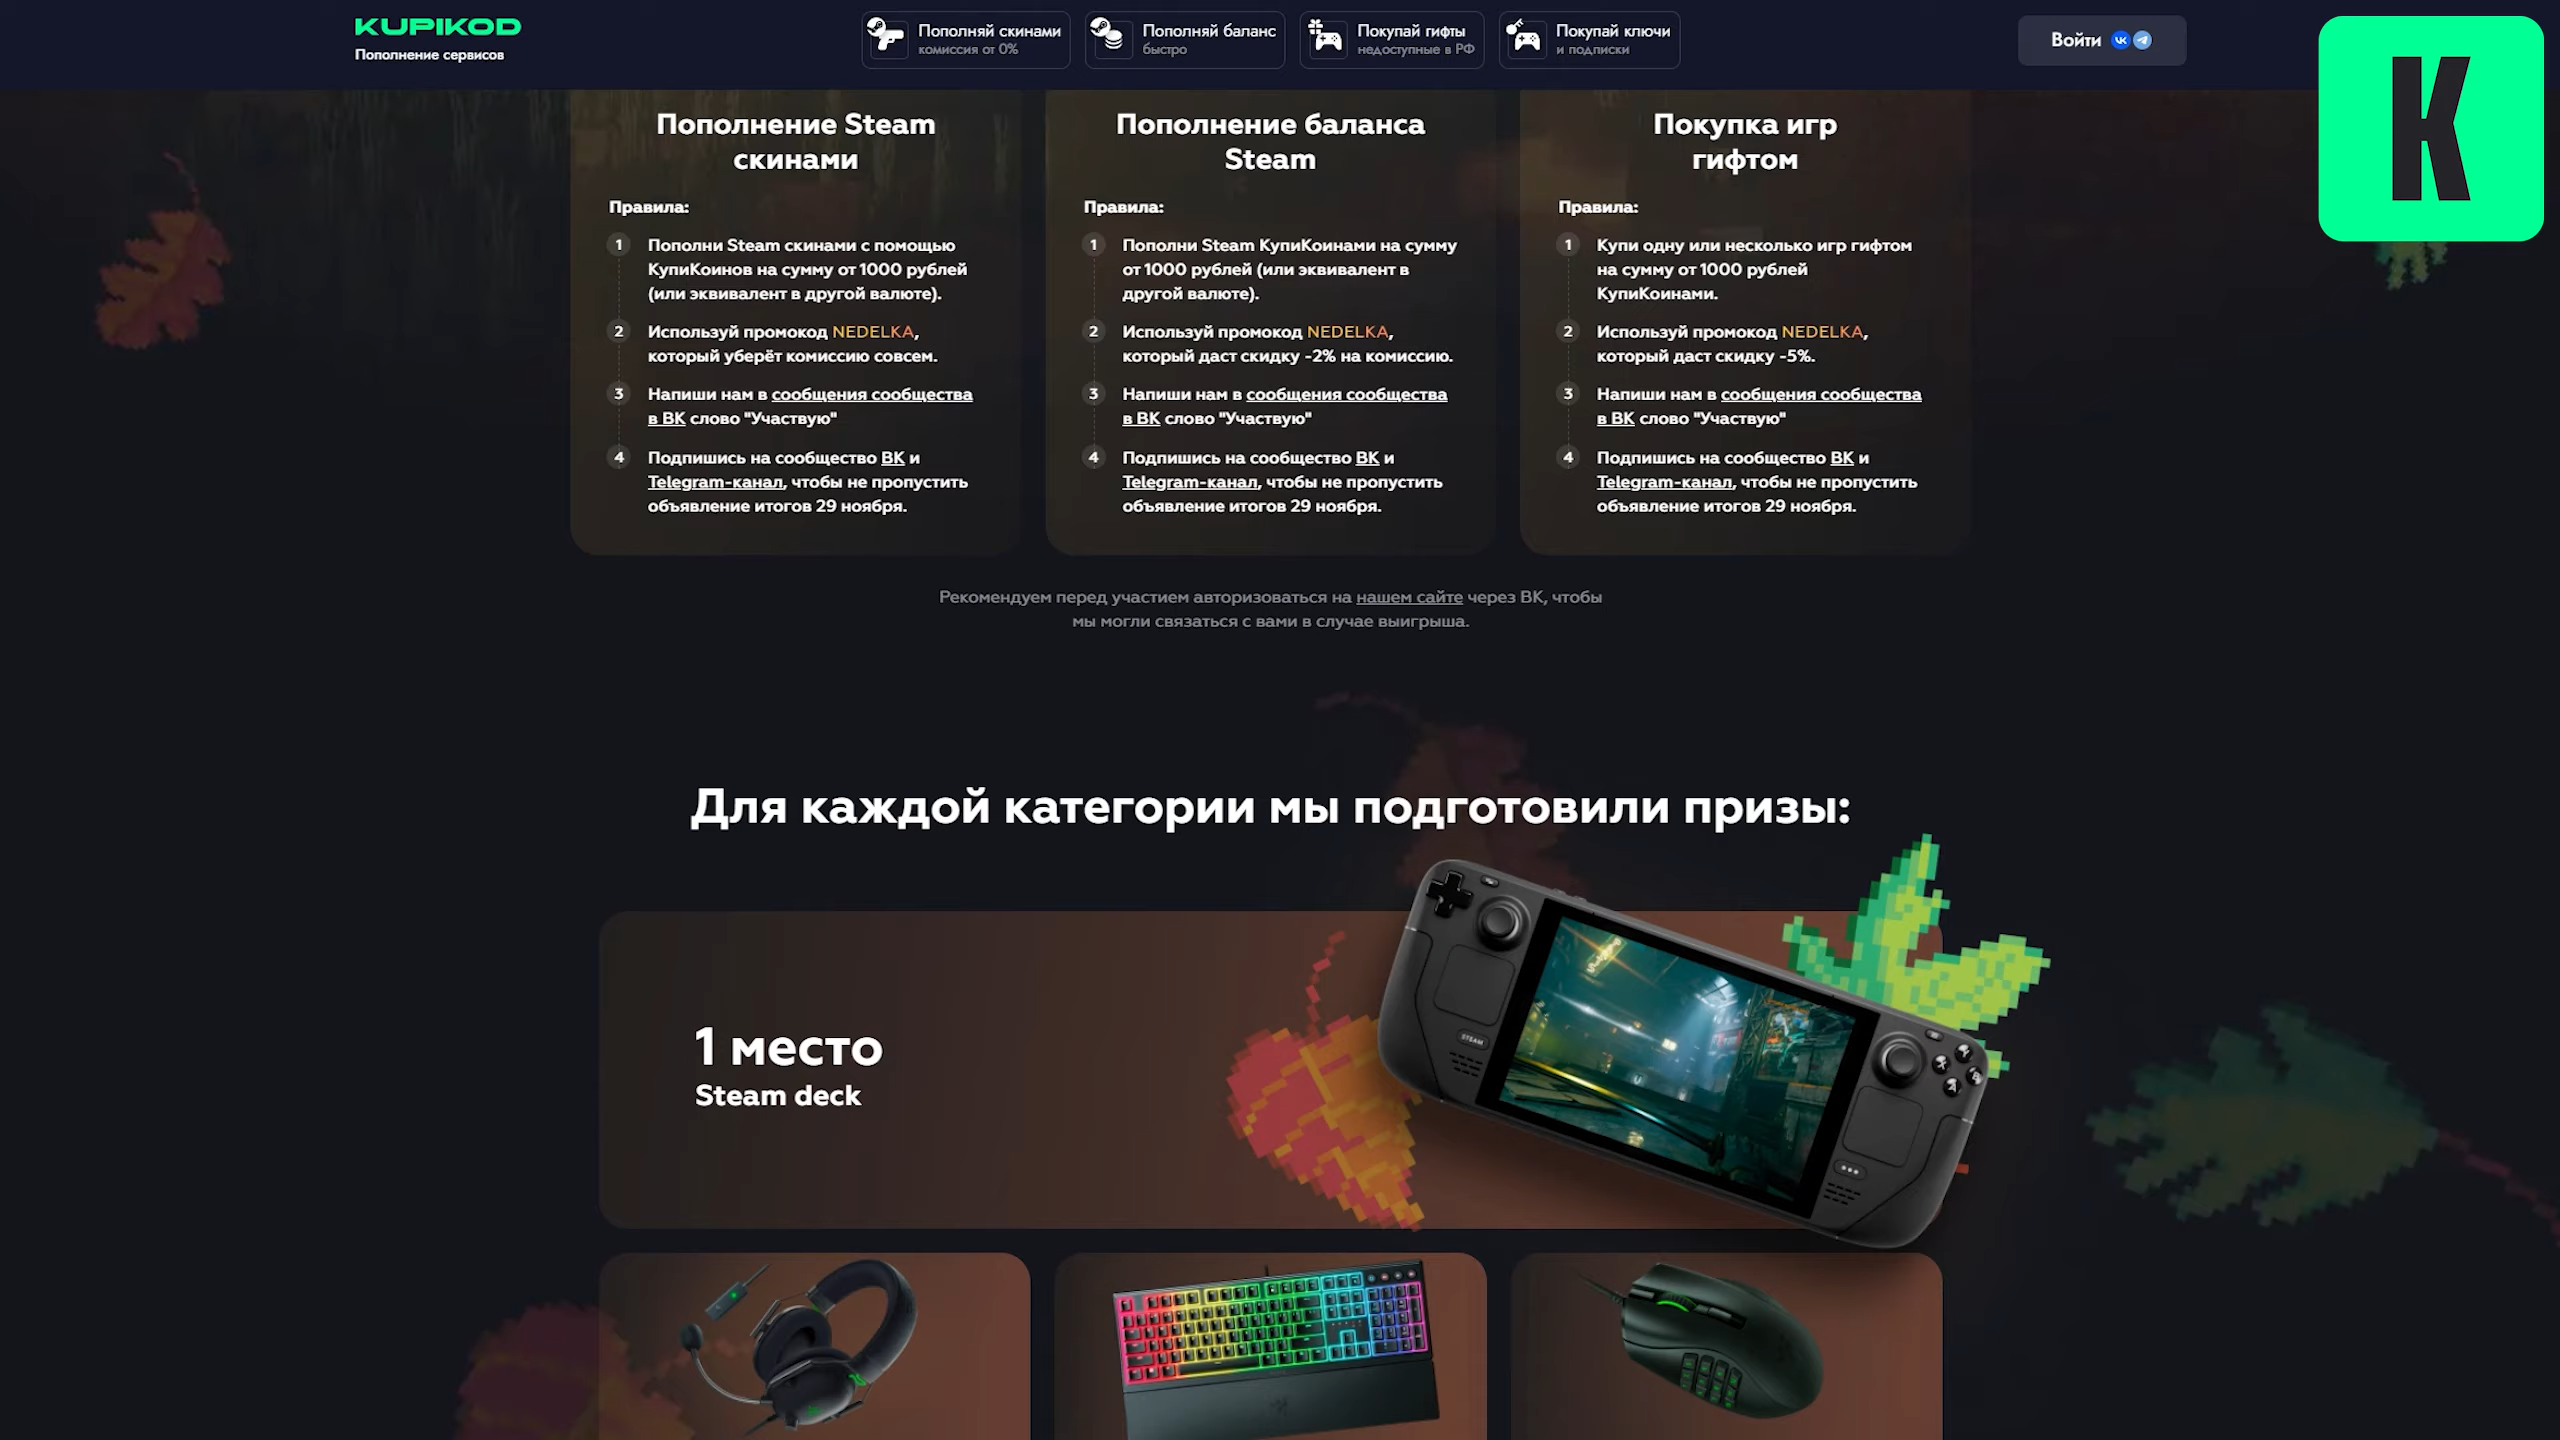 KUPIKOD
Пополнение сервисов
Пополняй скинами
комиссия от 0%
Пополняй баланс
быстро
Покупай гифты
недоступные в РФ
Покупай ключи
и подписки
Войти
K
Пополнение Steam
скинами
Правила:
1 Пополни Steam скинами с помощью
КупиКоинов на сумму от 1000 рублей
(или эквивалент в другой валюте).
2 Используй промокод NEDELKA,
который уберёт комиссию совсем.
3 Напиши нам в сообщения сообщества
в ВК слово "Участвую"
4 Подпишись на сообщество ВК и
Telegram-канал, чтобы не пропустить
объявление итогов 29 ноября.
Пополнение баланса
Steam
Правила:
1 Пополни Steam КупиКоинами на сумму
от 1000 рублей (или эквивалент в
другой валюте).
2 Используй промокод NEDELKA,
который даст скидку -2% на комиссию.
3 Напиши нам в сообщения сообщества
в ВК слово "Участвую"
4 Подпишись на сообщество ВК и
Telegram-канал, чтобы не пропустить
объявление итогов 29 ноября.
Покупка игр
гифтом
Правила:
1 Купи одну или несколько игр гифтом
на сумму от 1000 рублей
КупиКоинами.
2 Используй промокод NEDELKA,
который даст скидку -5%.
3 Напиши нам в сообщения сообщества
в ВК слово "Участвую"
4 Подпишись на сообщество ВК и
Telegram-канал, чтобы не пропустить
объявление итогов 29 ноября.
Рекомендуем перед участием авторизоваться на нашем сайте через ВК, чтобы
мы могли связаться с вами в случае выигрыша.
Для каждой категории мы подготовили призы:
1 место
Steam deck
STEAM